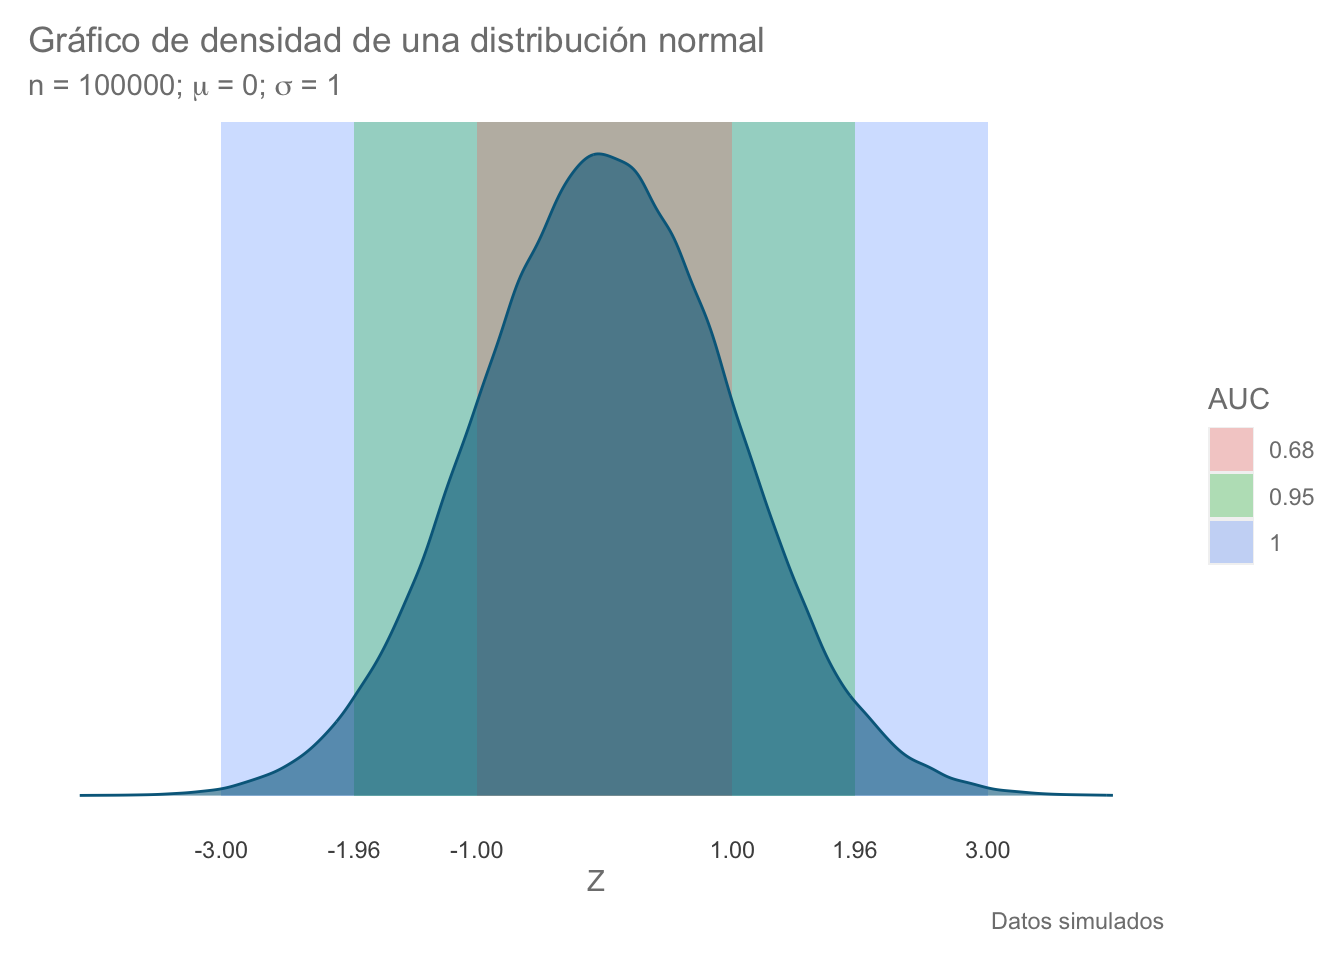 Gráfico de densidad de una distribución normal
n = 100000; μ = 0; σ = 1
AUC
0.68
0.95
1
-3.00 -1.96 -1.00 1.00 1.96 3.00
Z
Datos simulados